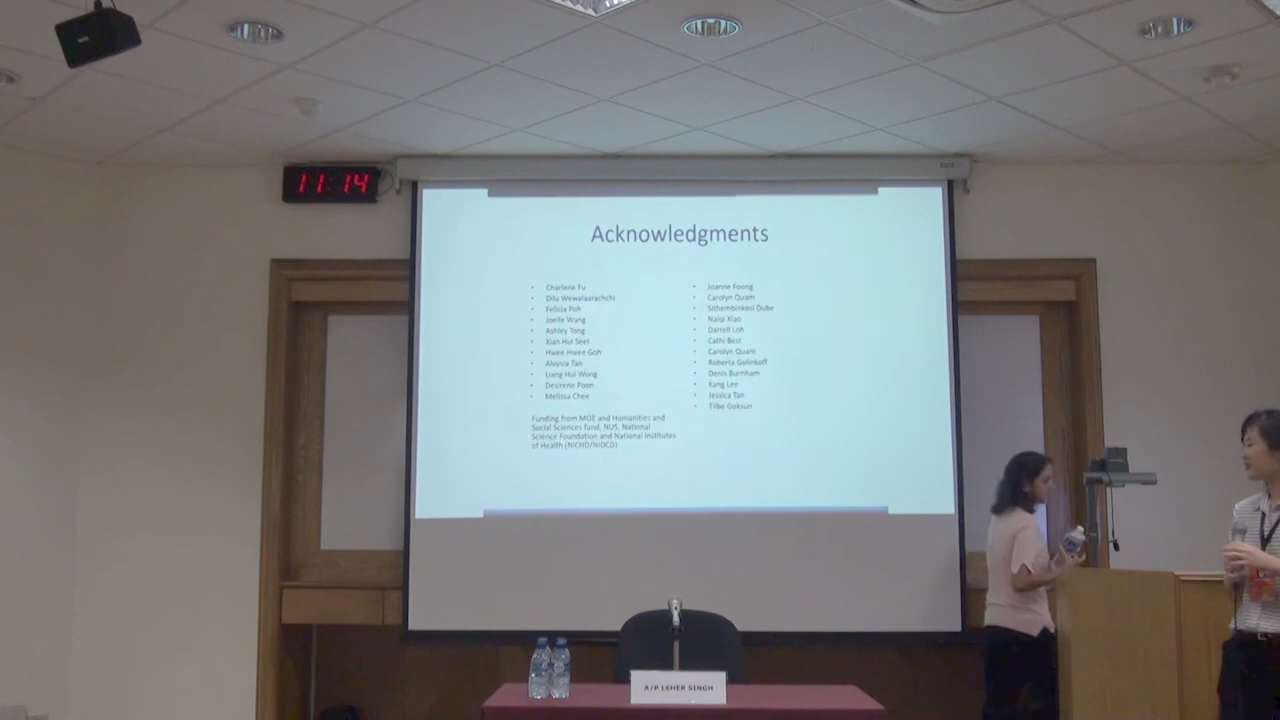 11:14
Acknowledgments
• Charlene Fu
• Dilu Wewalaarachchi
• Felicia Poh
• Joelle Wang
• Ashley Tong
• Xian Hui Seet
• Hwee Hwee Goh
• Aloysia Tan
• Liang Hui Wong
• Desirene Poon
• Melissa Chee
Funding from MOE and Humanities and
Social Sciences fund, NUS, National
Science Foundation and National Institutes
of Health (NICHD/NIDCD)
• Joanne Foong
• Carolyn Quam
• Sithembinkosi Dube
• Naiqi Xiao
• Darrell Loh
• Cathi Best
• Carolyn Quam
• Roberta Golinkoff
• Denis Burnham
• Kang Lee
• Jessica Tan
• Tilbe Goksun
A/P LEHER SINGH